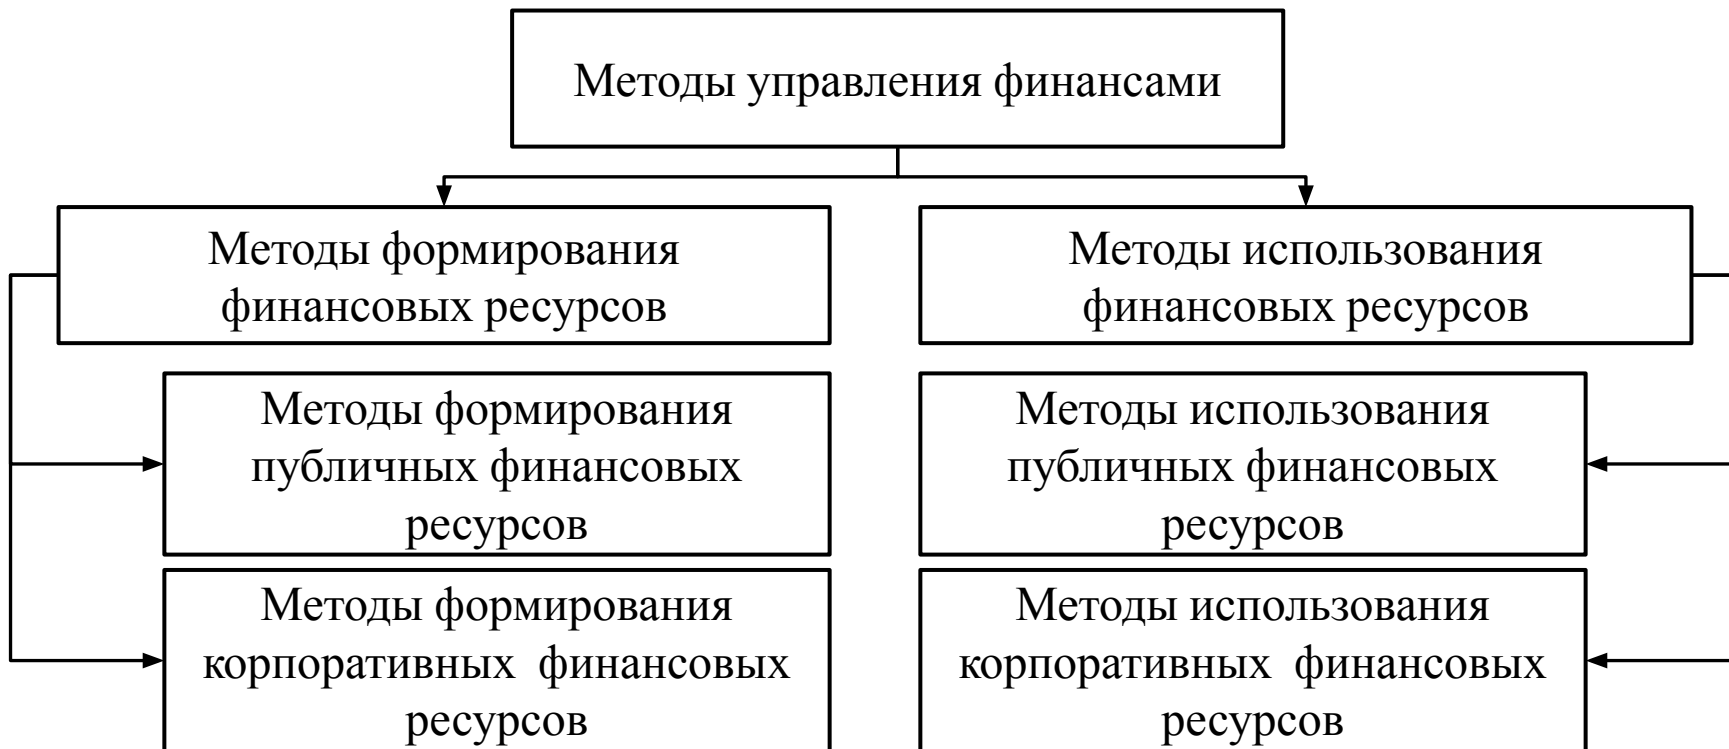 Методы управления финансами
Методы формирования
финансовых ресурсов
Методы использования
финансовых ресурсов
Методы формирования
публичных финансовых
ресурсов
Методы использования
публичных финансовых
ресурсов
Методы формирования
корпоративных финансовых
ресурсов
Методы использования
корпоративных финансовых
ресурсов